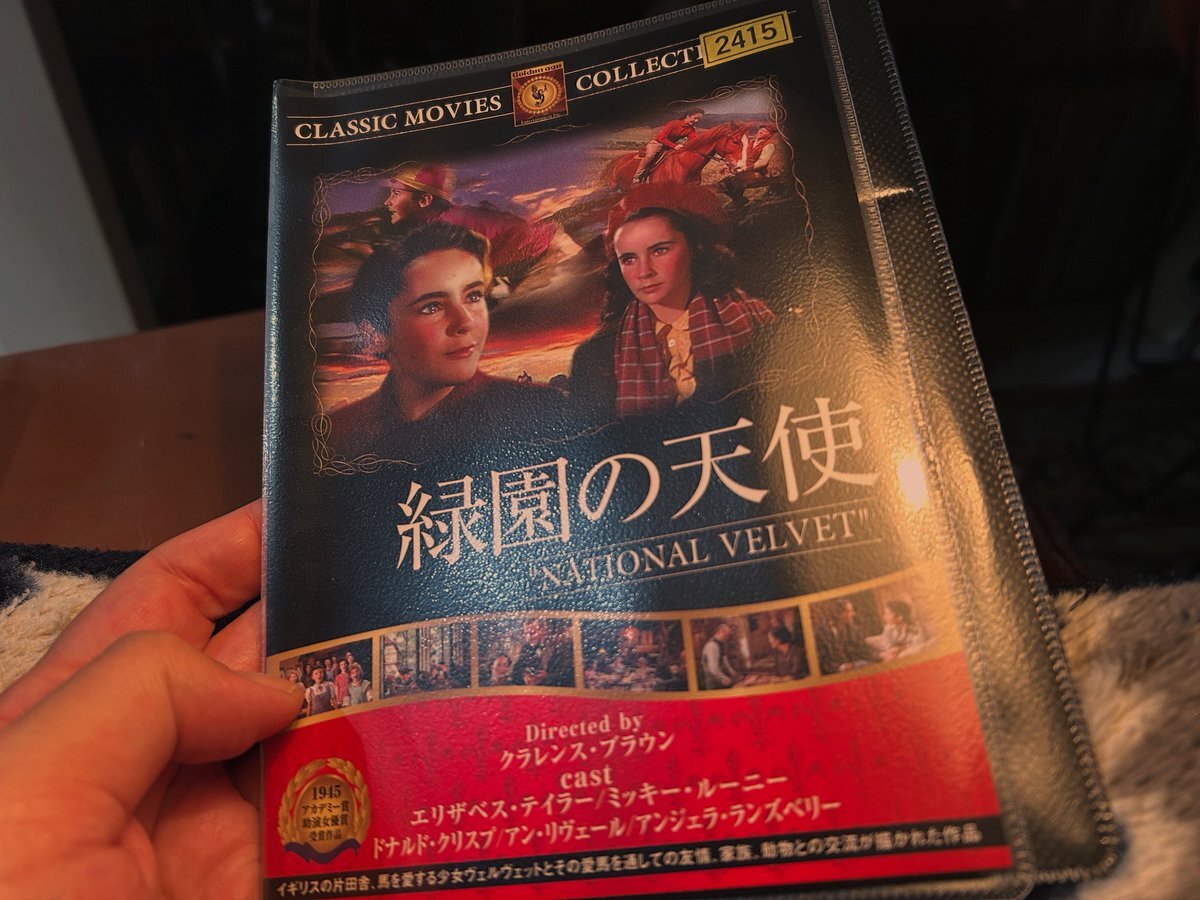 2415
CLASSIC MOVIES COLLECTI
Golden age
緑園の天使
"NATIONAL VELVET"
Directed by
クラレンス・ブラウン
cast
エリザベス・テイラー/ミッキー・ルーニー
ドナルド・クリスプ/アン・リヴェール/アンジェラ・ランズベリー
1945
アカデミー賞
助演女優賞
受賞作品
イギリスの片田舎、馬を愛する少女ヴェルヴェットとその愛馬を通しての友情、家族、動物との交流が描かれた作品